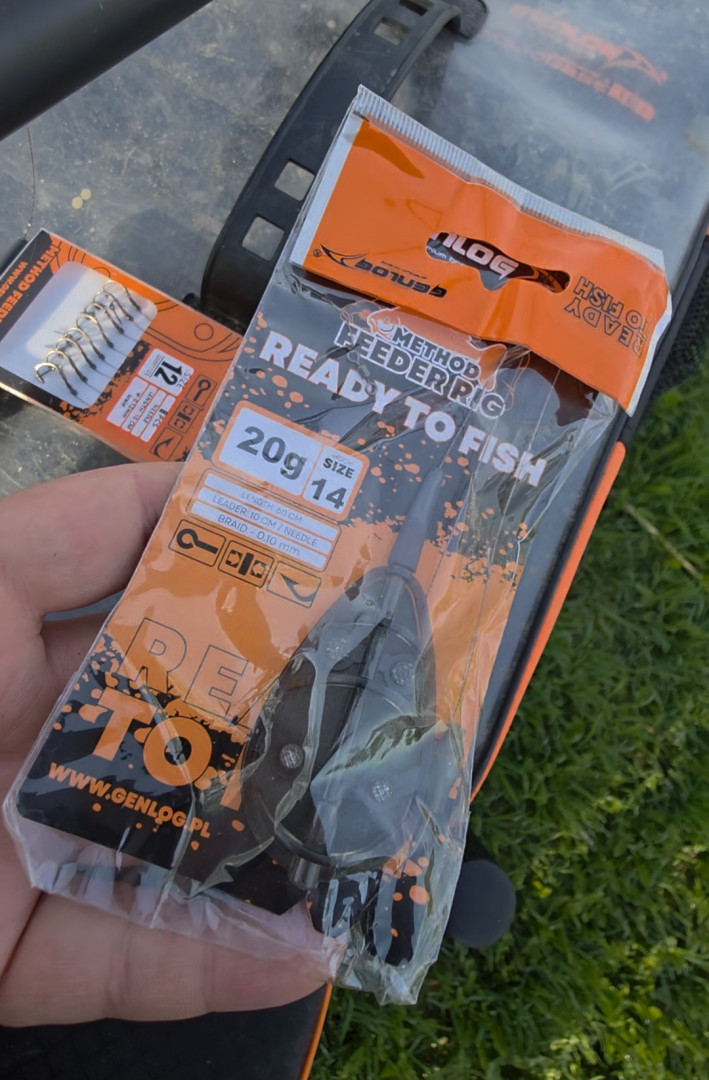 GENLOG
READY
TO FISH
METHOD
FEEDER RIG
READY TO FISH
20g
SIZE
14
LENGTH: 60 CM
LEADER: 10 CM / NEEDLE
BRAID - 0.10 mm
RE
TO
WWW.GENLOG.PL
METHOD FEED
SIZE
12